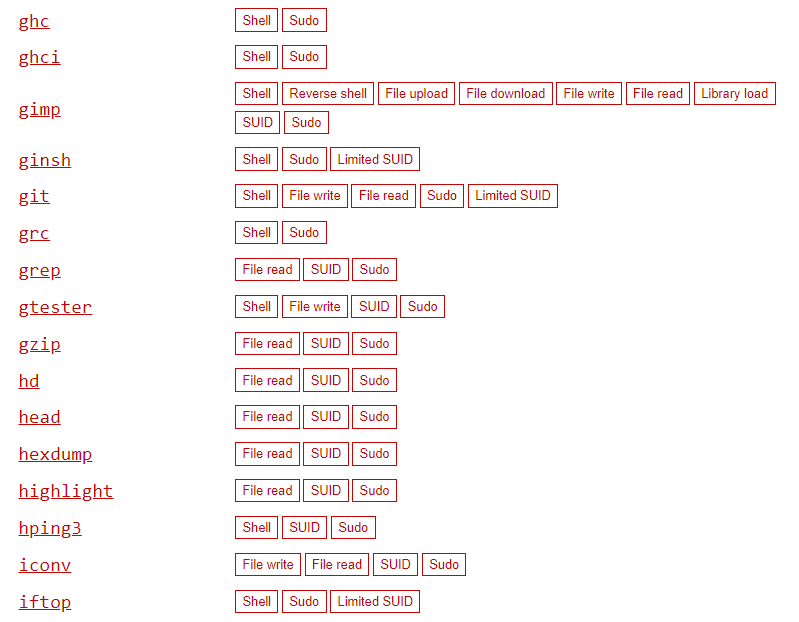 ghc Shell Sudo
ghci Shell Sudo
gimp Shell Reverse shell File upload File download File write File read Library load
SUID Sudo
ginsh Shell Sudo Limited SUID
git Shell File write File read Sudo Limited SUID
grc Shell Sudo
grep File read SUID Sudo
gtester Shell File write SUID Sudo
gzip File read SUID Sudo
hd File read SUID Sudo
head File read SUID Sudo
hexdump File read SUID Sudo
highlight File read SUID Sudo
hping3 Shell SUID Sudo
iconv File write File read SUID Sudo
iftop Shell Sudo Limited SUID